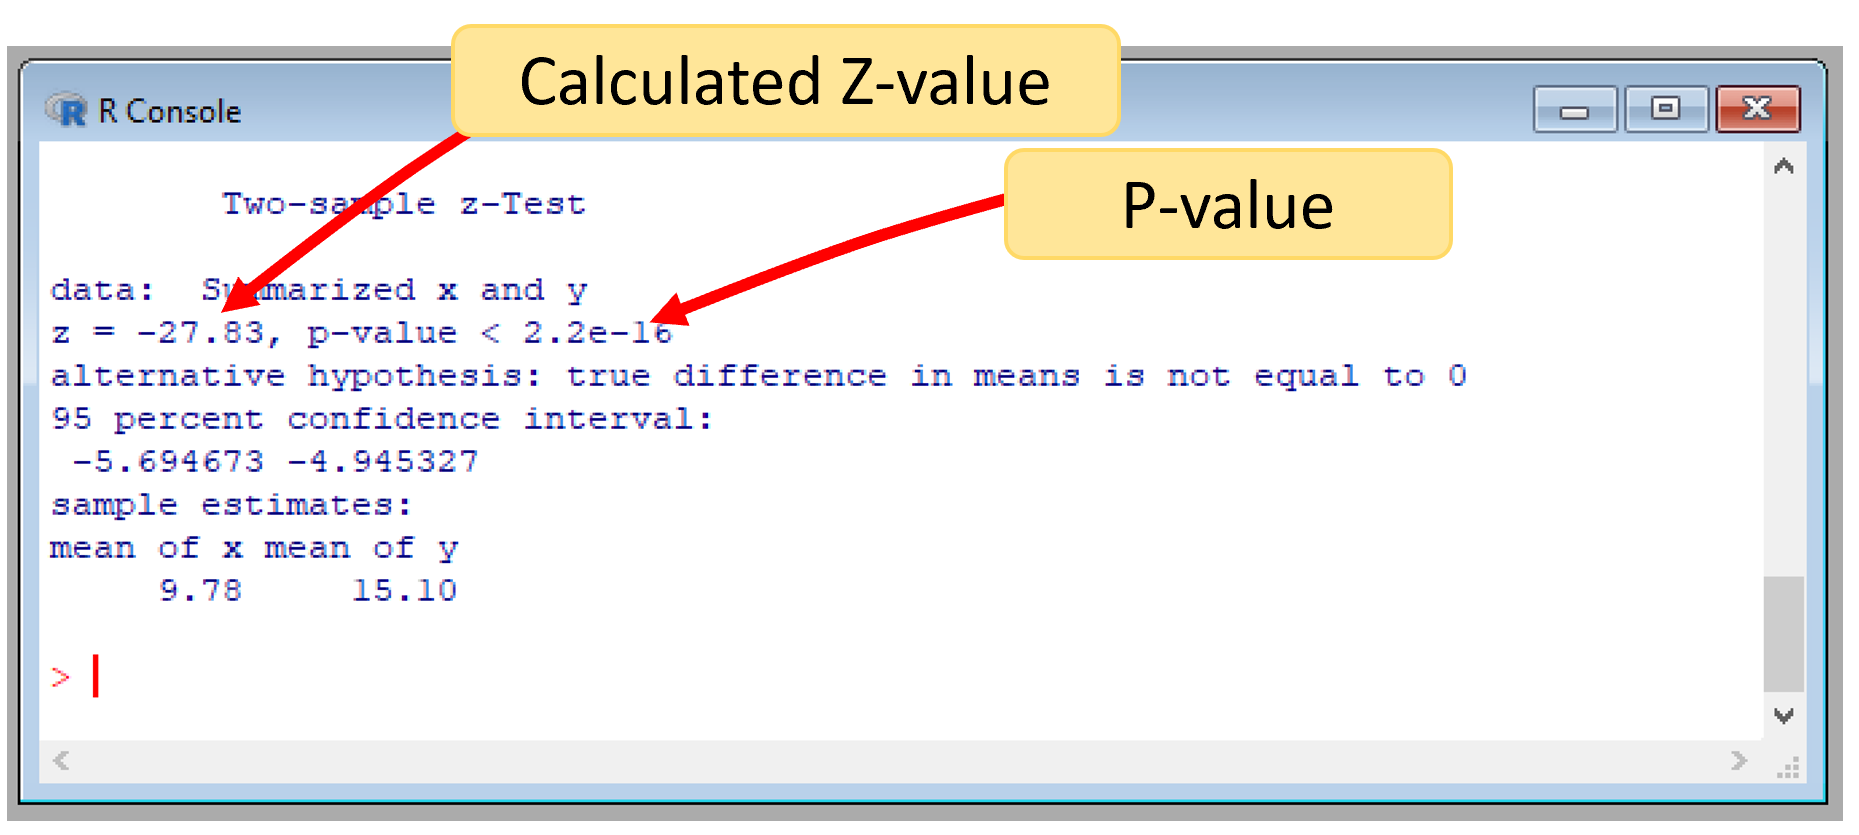 Calculated Z-value
R Console
P-value
Two-sample z-Test
data:  Summarized x and y
z = -27.83, p-value < 2.2e-16
alternative hypothesis: true difference in means is not equal to 0
95 percent confidence interval:
-5.694673 -4.945327
sample estimates:
mean of x mean of y
9.78     15.10
>